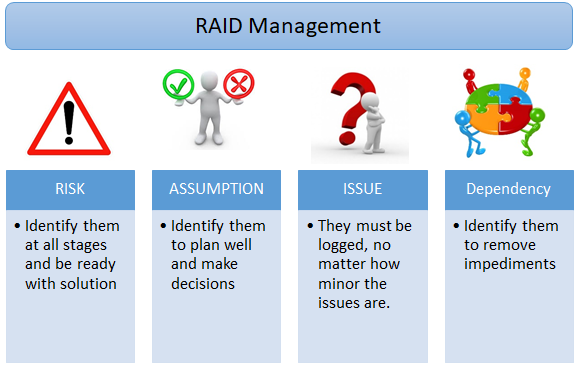 RAID Management
RISK
• Identify them
at all stages
and be ready
with solution
ASSUMPTION
• Identify them
to plan well
and make
decisions
ISSUE
• They must be
logged, no
matter how
minor the
issues are.
Dependency
• Identify them
to remove
impediments